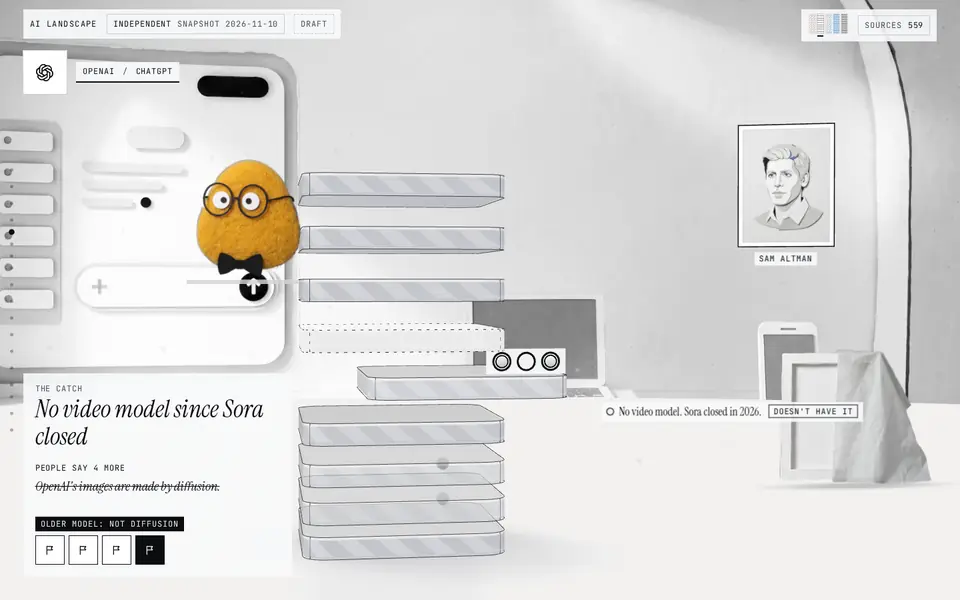 AI LANDSCAPE
INDEPENDENT SNAPSHOT 2026-11-10
DRAFT
SOURCES 559
OPENAI / CHATGPT
SAM ALTMAN
THE CATCH
No video model since Sora
closed
PEOPLE SAY 4 MORE
OpenAI's images are made by diffusion.
OLDER MODEL: NOT DIFFUSION
No video model. Sora closed in 2026.
DOESN'T HAVE IT